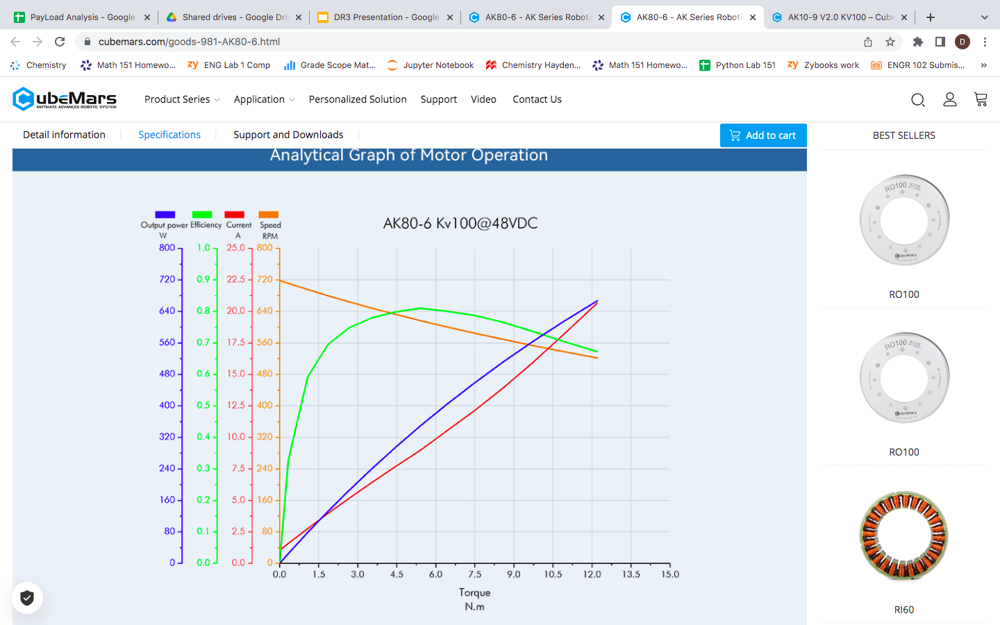 PayLoad Analysis - Google
Shared drives - Google Driv
DR3 Presentation - Google
AK80-6 - AK Series Roboti
AK80-6 - AK Series Roboti
AK10-9 V2.0 KV100 – Cube
cubemars.com/goods-981-AK80-6.html
D
Chemistry
Math 151 Homewo...
ZY ENG Lab 1 Comp
Grade Scope Mat...
Jupyter Notebook
Chemistry Hayden...
Math 151 Homewo...
Python Lab 151
ZY Zybooks work
ENGR 102 Submis...
»
CubeMars
MOTIVATE ADVANCED ROBOTIC SYSTEM
Product Series
Application
Personalized Solution
Support
Video
Contact Us
Detail information
Specifications
Support and Downloads
Add to cart
BEST SELLERS
Analytical Graph of Motor Operation
Output power Efficiency Current Speed
W A RPM
AK80-6 Kv100@48VDC
800 1.0 25.0 800
720 0.9 22.5 720
640 0.8 20.0 640
560 0.7 17.5 560
480 0.6 15.0 480
400 0.5 12.5 400
320 0.4 10.0 320
240 0.3 7.5 240
160 0.2 5.0 160
80 0.1 2.5 80
0 0.0 0.0 0
0.0 1.5 3.0 4.5 6.0 7.5 9.0 10.5 12.0 13.5 15.0
Torque
N.m
RO100
CubeMars
RO100
RO100
CubeMars
RO100
RI60